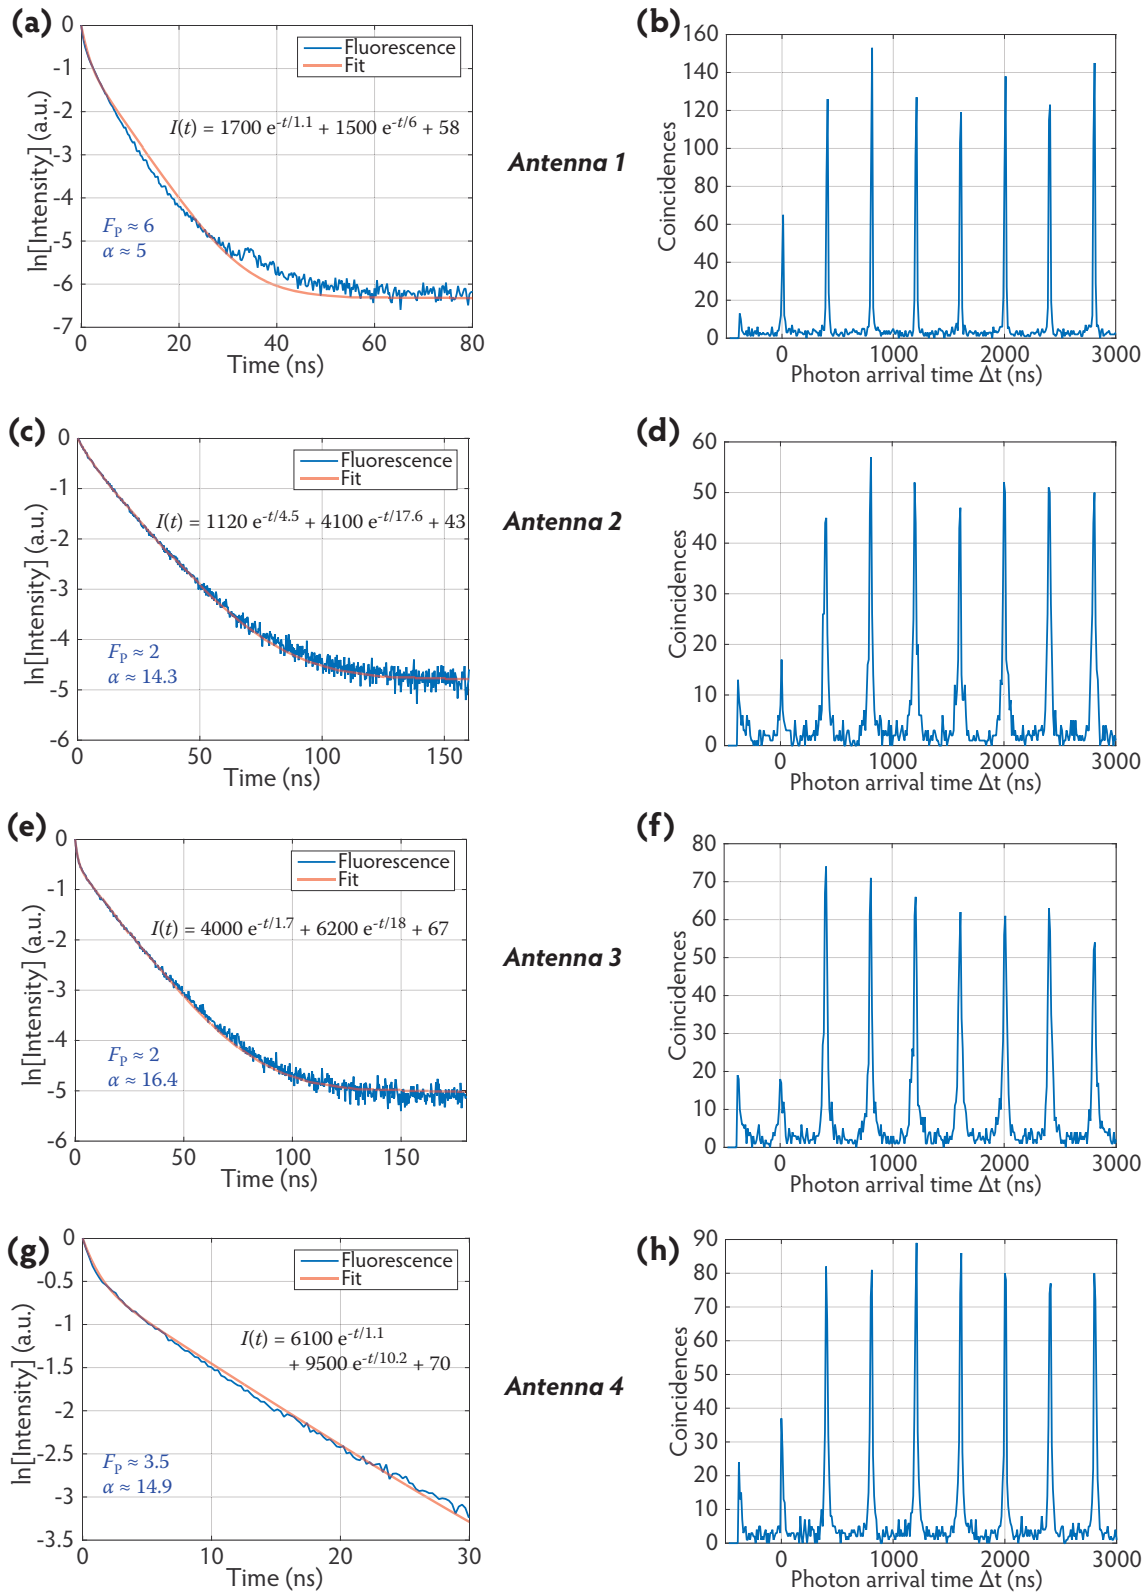 (a)
0
-1
-2
-3
-4
-5
-6
-7
ln[Intensity] (a.u.)
Fluorescence
Fit
I(t) = 1700 e^-t/1.1 + 1500 e^-t/6 + 58
F_P ≈ 6
α ≈ 5
0 20 40 60 80
Time (ns)
Antenna 1
(b)
160
140
120
100
80
60
40
20
0
Coincidences
0 1000 2000 3000
Photon arrival time Δt (ns)
(c)
0
-1
-2
-3
-4
-5
-6
ln[Intensity] (a.u.)
Fluorescence
Fit
I(t) = 1120 e^-t/4.5 + 4100 e^-t/17.6 + 43
F_P ≈ 2
α ≈ 14.3
0 50 100 150
Time (ns)
Antenna 2
(d)
60
50
40
30
20
10
0
Coincidences
0 1000 2000 3000
Photon arrival time Δt (ns)
(e)
0
-1
-2
-3
-4
-5
-6
ln[Intensity] (a.u.)
Fluorescence
Fit
I(t) = 4000 e^-t/1.7 + 6200 e^-t/18 + 67
F_P ≈ 2
α ≈ 16.4
0 50 100 150
Time (ns)
Antenna 3
(f)
80
70
60
50
40
30
20
10
0
Coincidences
0 1000 2000 3000
Photon arrival time Δt (ns)
(g)
0
-0.5
-1
-1.5
-2
-2.5
-3
-3.5
ln[Intensity] (a.u.)
Fluorescence
Fit
I(t) = 6100 e^-t/1.1
+ 9500 e^-t/10.2 + 70
F_P ≈ 3.5
α ≈ 14.9
0 10 20 30
Time (ns)
Antenna 4
(h)
90
80
70
60
50
40
30
20
10
0
Coincidences
0 1000 2000 3000
Photon arrival time Δt (ns)